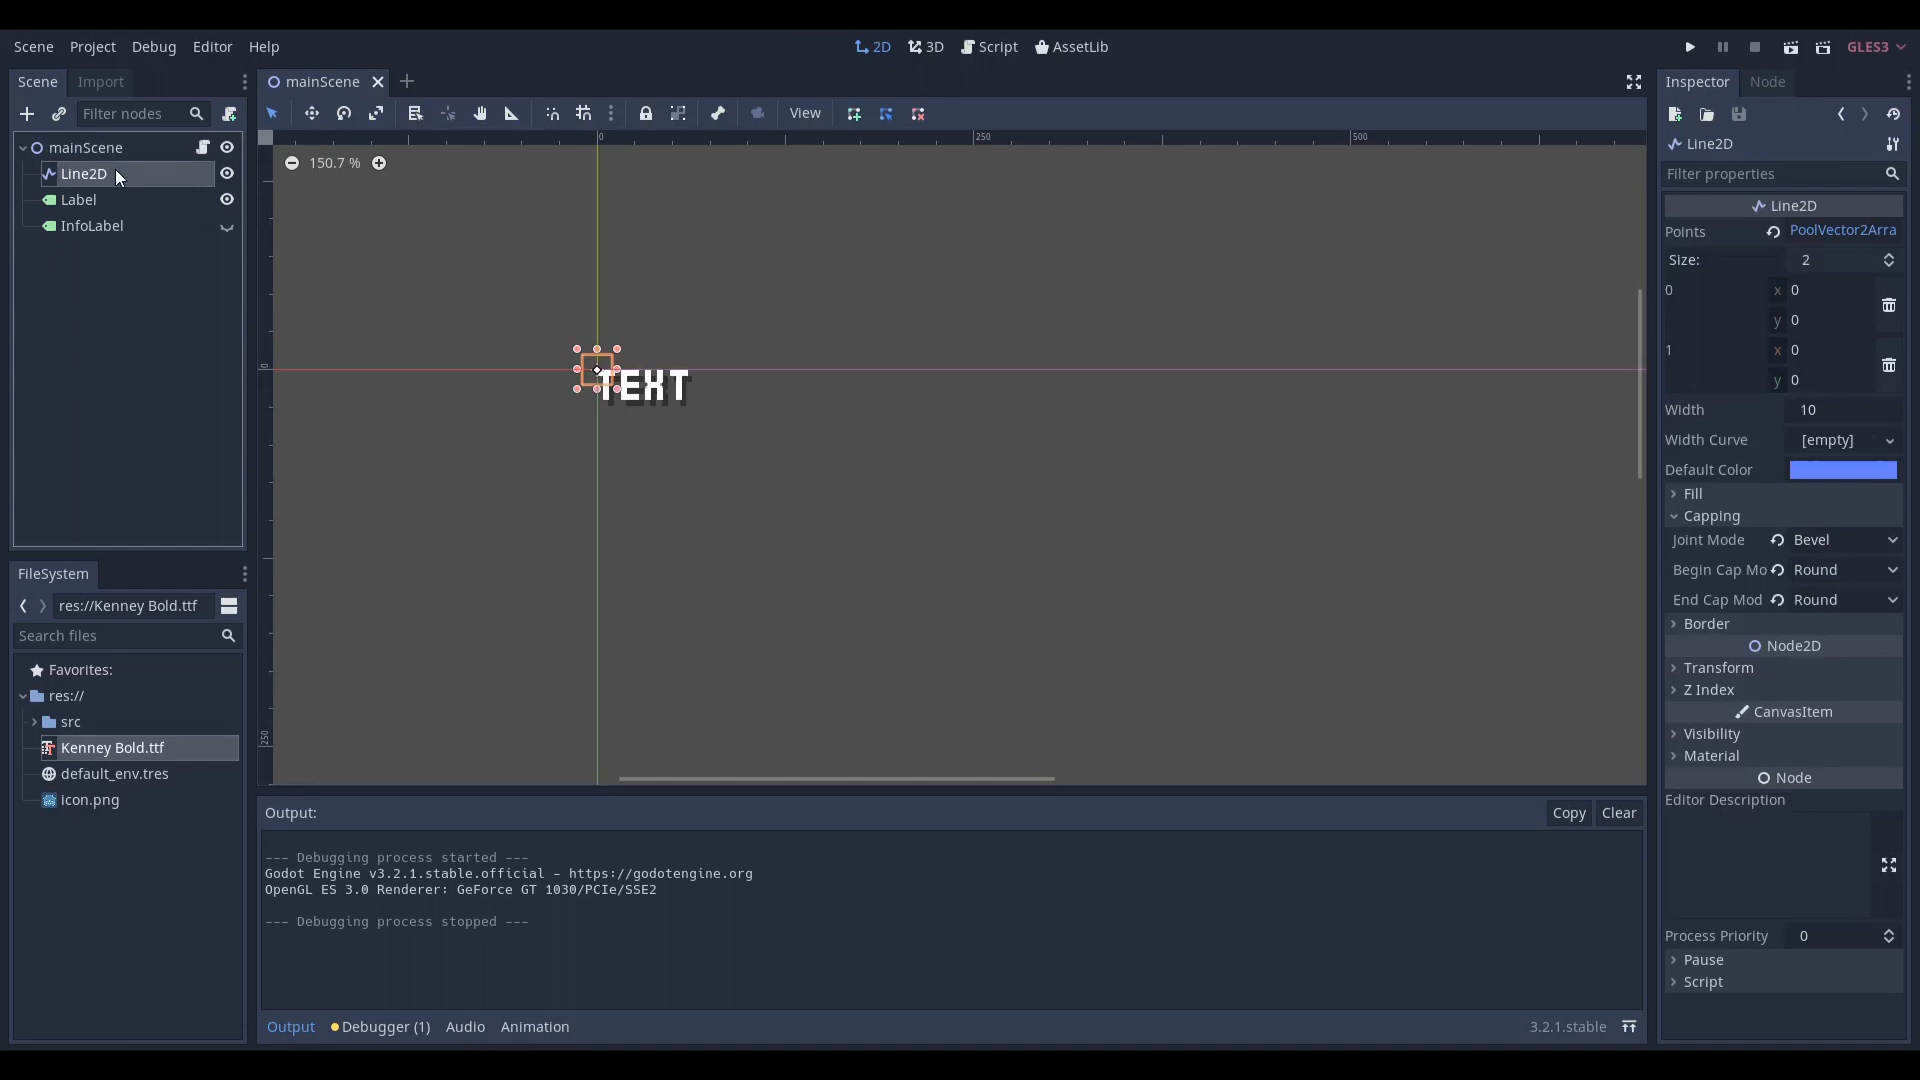 Scene Project Debug Editor Help
2D 3D Script AssetLib
GLES3
Scene Import
mainScene
Inspector Node
Filter nodes
View
mainScene
Line2D
Label
InfoLabel
0 250 500
150.7 %
0
250
TEXT
FileSystem
res://Kenney Bold.ttf
Search files
Favorites:
res://
src
Kenney Bold.ttf
default_env.tres
icon.png
Output:
Copy Clear
--- Debugging process started ---
Godot Engine v3.2.1.stable.official - https://godotengine.org
OpenGL ES 3.0 Renderer: GeForce GT 1030/PCIe/SSE2
--- Debugging process stopped ---
Output Debugger (1) Audio Animation
3.2.1.stable
Line2D
Filter properties
Line2D
Points PoolVector2Arra
Size: 2
0 x 0
y 0
1 x 0
y 0
Width 10
Width Curve [empty]
Default Color
Fill
Capping
Joint Mode Bevel
Begin Cap Mo Round
End Cap Mod Round
Border
Node2D
Transform
Z Index
CanvasItem
Visibility
Material
Node
Editor Description
Process Priority 0
Pause
Script